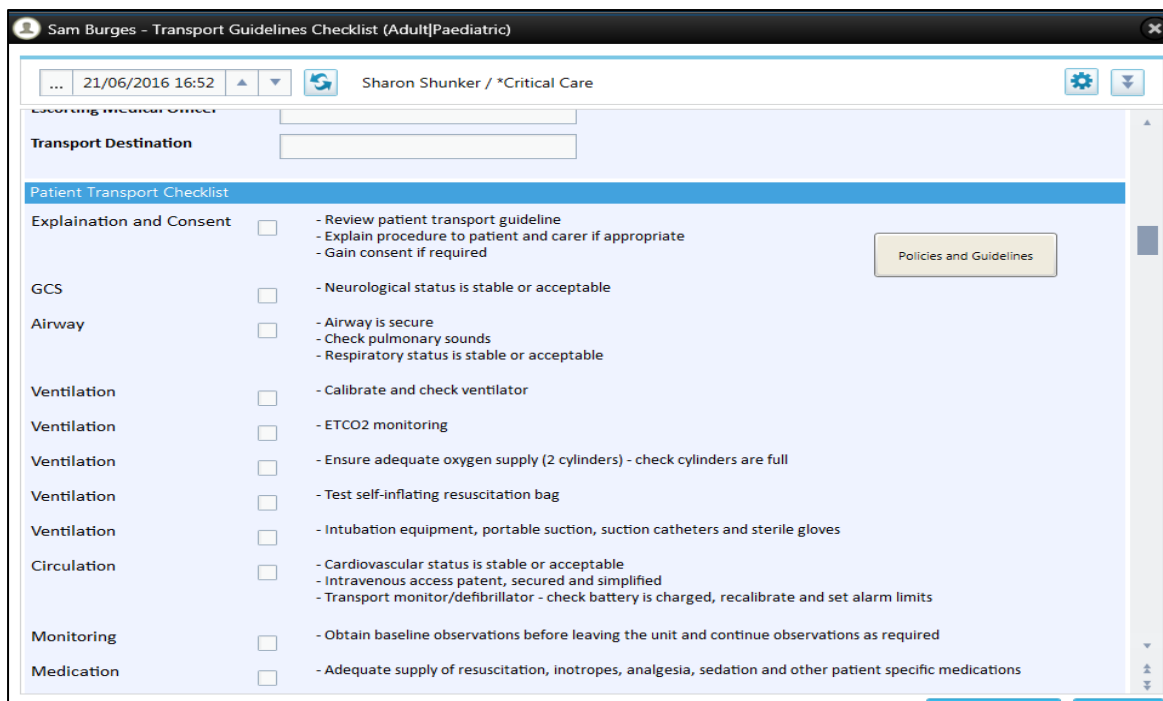 Sam Burges - Transport Guidelines Checklist (Adult|Paediatric)
... 21/06/2016 16:52 Sharon Shunker / *Critical Care
Escorting Medical Officer
Transport Destination
Patient Transport Checklist
Explaination and Consent - Review patient transport guideline
- Explain procedure to patient and carer if appropriate
- Gain consent if required
Policies and Guidelines
GCS - Neurological status is stable or acceptable
Airway - Airway is secure
- Check pulmonary sounds
- Respiratory status is stable or acceptable
Ventilation - Calibrate and check ventilator
Ventilation - ETCO2 monitoring
Ventilation - Ensure adequate oxygen supply (2 cylinders) - check cylinders are full
Ventilation - Test self-inflating resuscitation bag
Ventilation - Intubation equipment, portable suction, suction catheters and sterile gloves
Circulation - Cardiovascular status is stable or acceptable
- Intravenous access patent, secured and simplified
- Transport monitor/defibrillator - check battery is charged, recalibrate and set alarm limits
Monitoring - Obtain baseline observations before leaving the unit and continue observations as required
Medication - Adequate supply of resuscitation, inotropes, analgesia, sedation and other patient specific medications